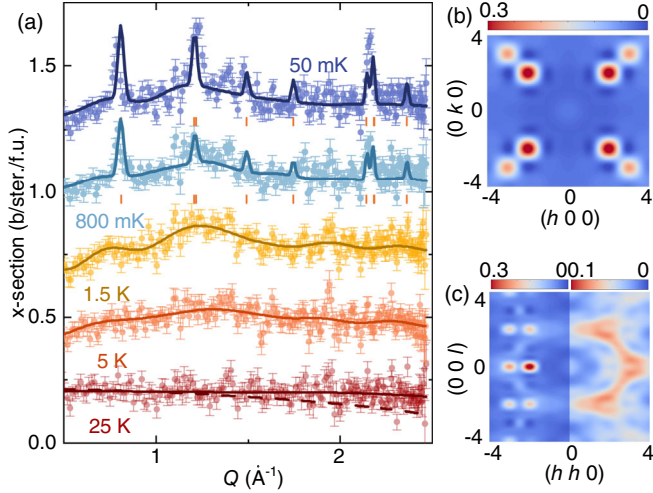 (a)
x-section (b/ster./f.u.)
1.5
1.0
0.5
0.0
50 mK
800 mK
1.5 K
5 K
25 K
1
2
Q (Å⁻¹)
(b)
0.3
0
(0 k 0)
4
0
-4
-4
0
4
(h 0 0)
(c)
0.3
00.1
0
(0 0 l)
4
0
-4
-4
0
4
(h h 0)